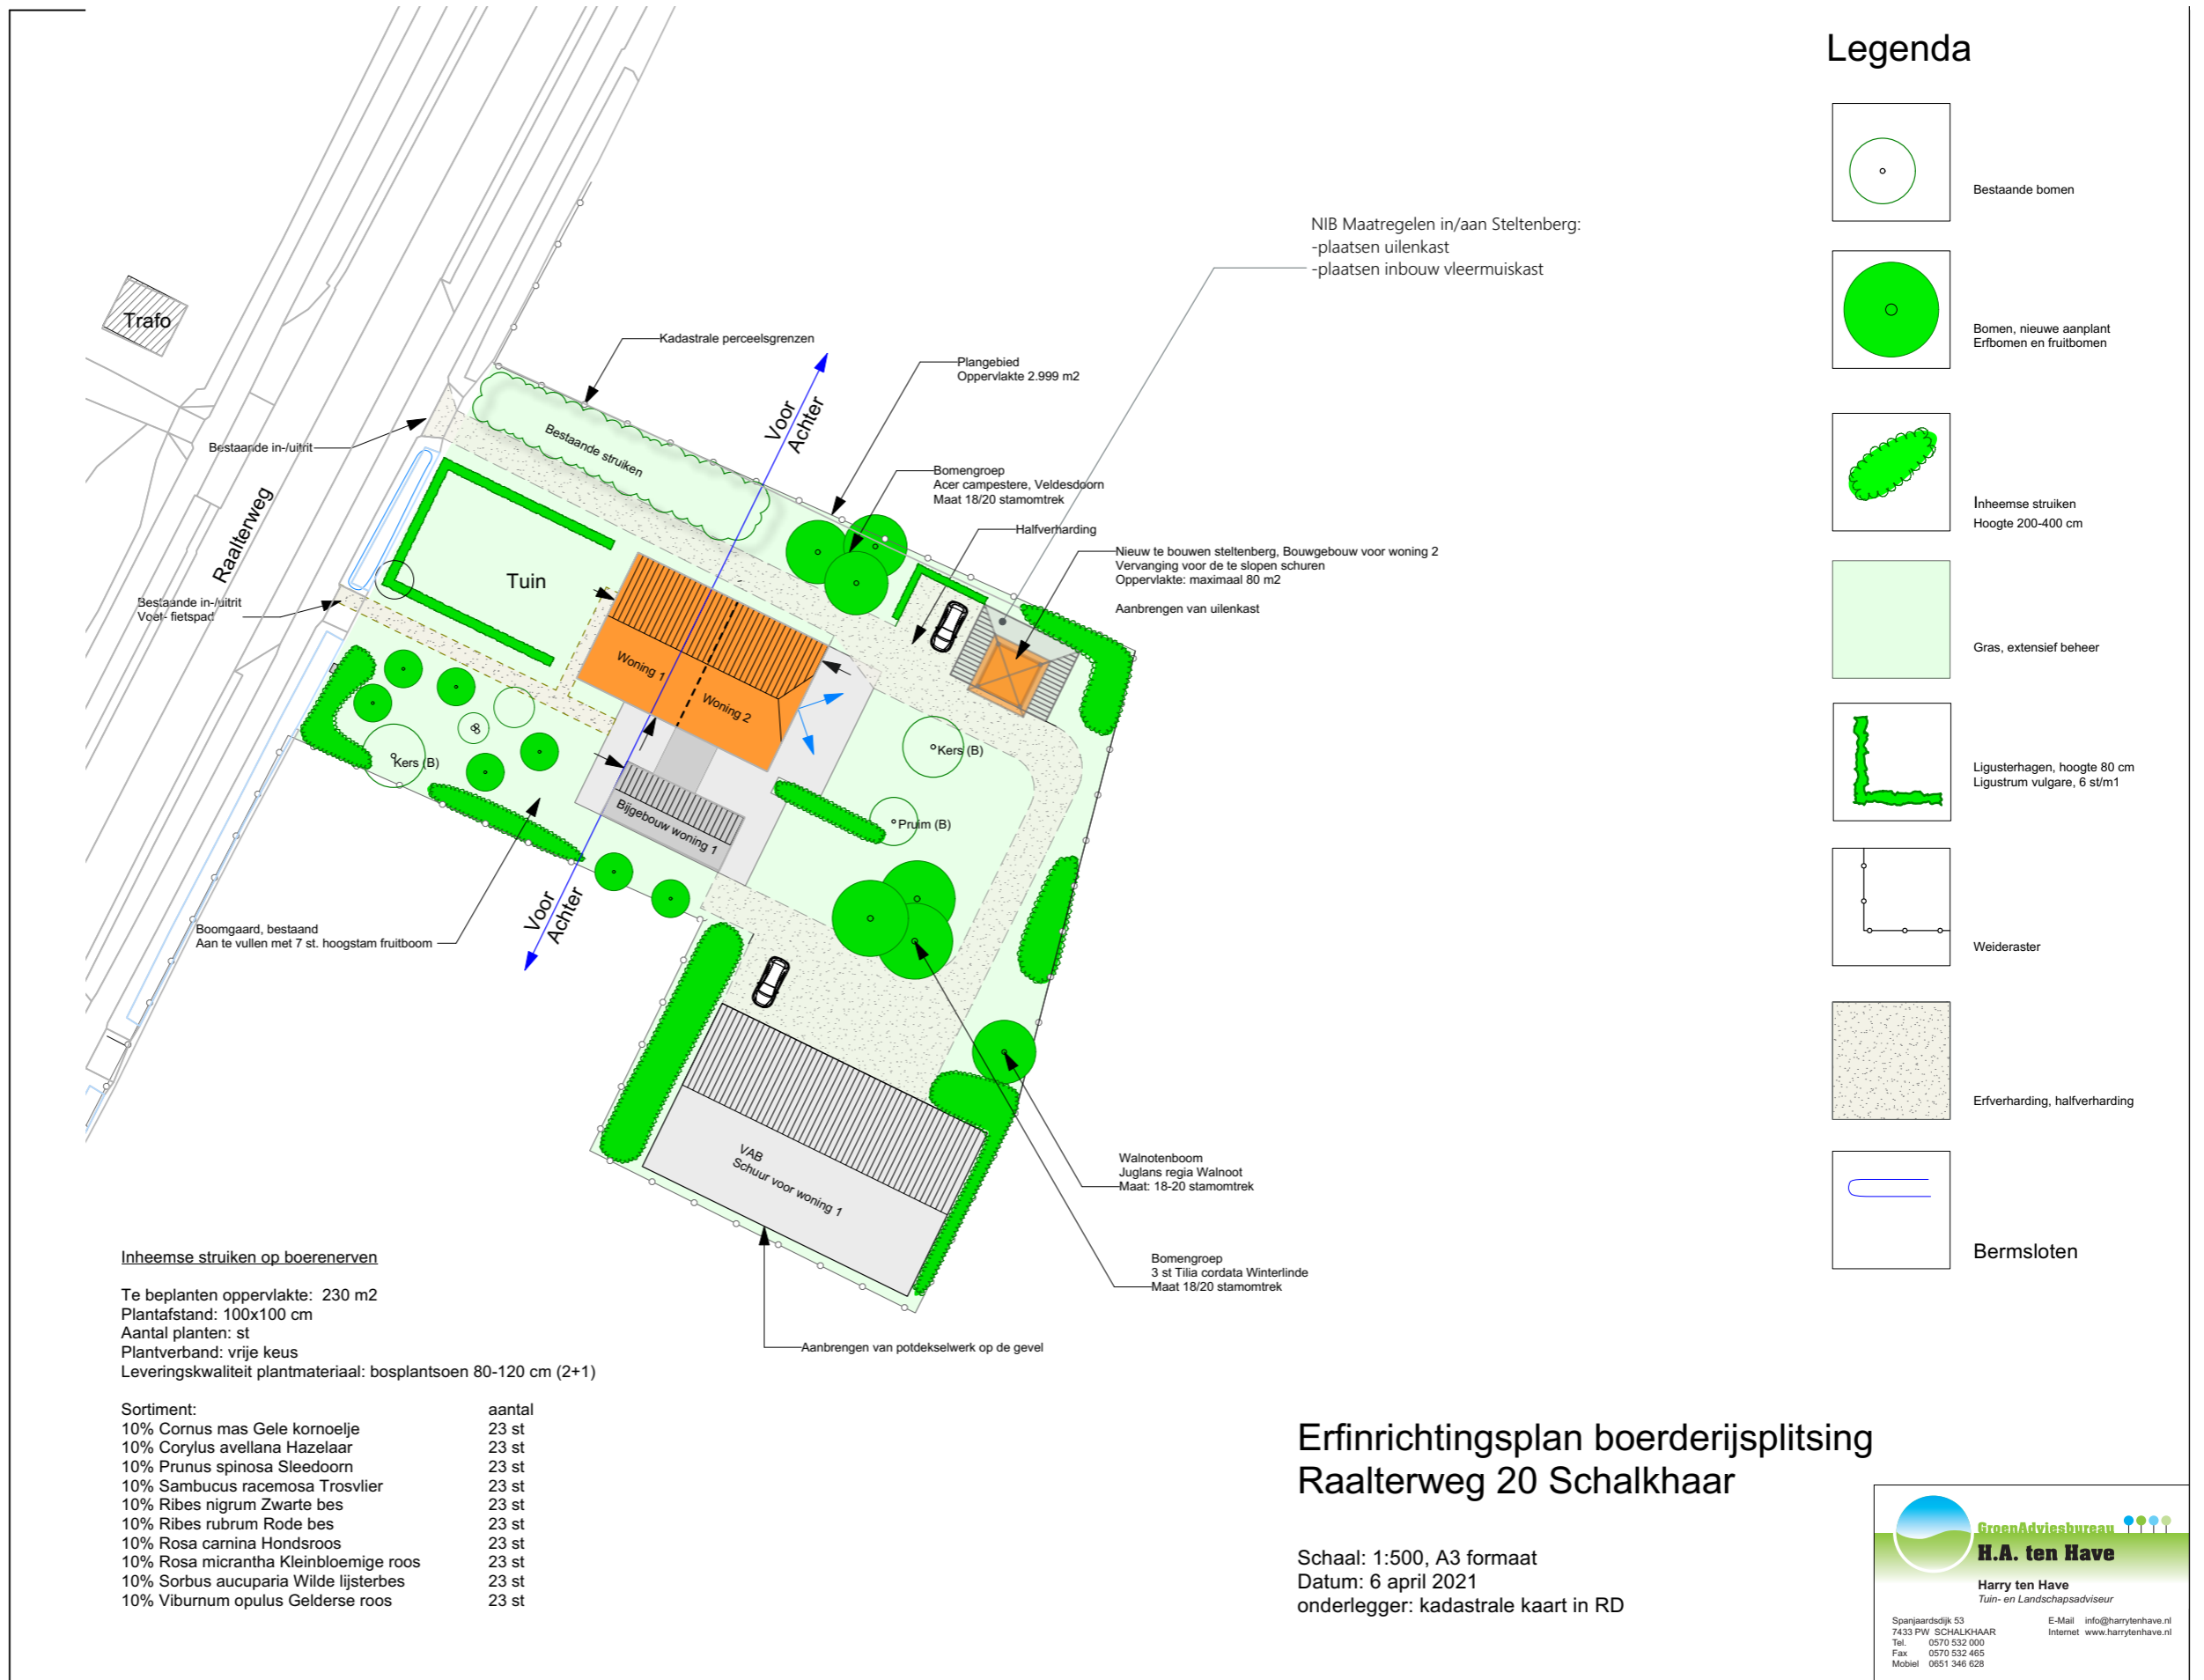 Legenda
Bestaande bomen
Bomen, nieuwe aanplant
Erfbomen en fruitbomen
Inheemse struiken
Hoogte 200-400 cm
Gras, extensief beheer
Ligusterhagen, hoogte 80 cm
Ligustrum vulgare, 6 st/m1
Weideraster
Erfverharding, halfverharding
Bermsloten
NIB Maatregelen in/aan Steltenberg:
-plaatsen uilenkast
-plaatsen inbouw vleermuiskast
Trafo
Kadastrale perceelsgrenzen
Plangebied
Oppervlakte 2.999 m2
Voor
Achter
Bestaande in-/uitrit
Bestaande struiken
Bomengroep
Acer campestere, Veldesdoorn
Maat 18/20 stamomtrek
Halfverharding
Nieuw te bouwen steltenberg, Bouwgebouw voor woning 2
Vervanging voor de te slopen schuren
Oppervlakte: maximaal 80 m2
Aanbrengen van uilenkast
Raalterweg
Tuin
Bestaande in-/uitrit
Voet- fietspad
Woning 1
Woning 2
Kers (B)
Kers (B)
Pruim (B)
Bijgebouw woning 1
Voor
Achter
Boomgaard, bestaand
Aan te vullen met 7 st. hoogstam fruitboom
VAB
Schuur voor woning 1
Walnotenboom
Juglans regia Walnoot
Maat: 18-20 stamomtrek
Bomengroep
3 st Tilia cordata Winterlinde
Maat 18/20 stamomtrek
Aanbrengen van potdekselwerk op de gevel
Inheemse struiken op boerenerven
Te beplanten oppervlakte: 230 m2
Plantafstand: 100x100 cm
Aantal planten: st
Plantverband: vrije keus
Leveringskwaliteit plantmateriaal: bosplantsoen 80-120 cm (2+1)
Sortiment: aantal
10% Cornus mas Gele kornoelje 23 st
10% Corylus avellana Hazelaar 23 st
10% Prunus spinosa Sleedoorn 23 st
10% Sambucus racemosa Trosvlier 23 st
10% Ribes nigrum Zwarte bes 23 st
10% Ribes rubrum Rode bes 23 st
10% Rosa carnina Hondsroos 23 st
10% Rosa micrantha Kleinbloemige roos 23 st
10% Sorbus aucuparia Wilde lijsterbes 23 st
10% Viburnum opulus Gelderse roos 23 st
Erfinrichtingsplan boerderijsplitsing
Raalterweg 20 Schalkhaar
Schaal: 1:500, A3 formaat
Datum: 6 april 2021
onderlegger: kadastrale kaart in RD
GroenAdviesbureau
H.A. ten Have
Harry ten Have
Tuin- en Landschapsadviseur
Spanjaardsdijk 53 E-Mail info@harrytenhave.nl
7433 PW SCHALKHAAR Internet www.harrytenhave.nl
Tel. 0570 532 000
Fax 0570 532 465
Mobiel 0651 346 628